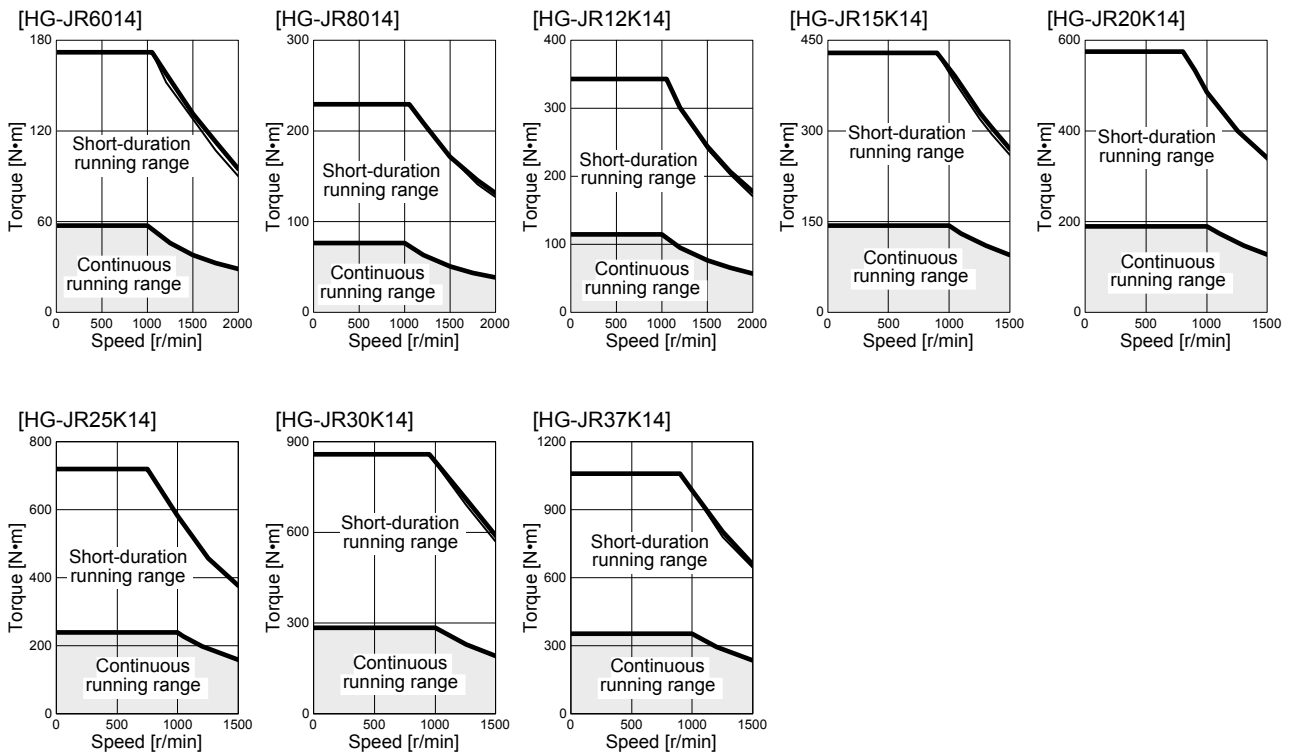 [HG-JR6014]
180
120
60
0
Torque [N•m]
Short-duration
running range
Continuous
running range
0 500 1000 1500 2000
Speed [r/min]
[HG-JR8014]
300
200
100
0
Torque [N•m]
Short-duration
running range
Continuous
running range
0 500 1000 1500 2000
Speed [r/min]
[HG-JR12K14]
400
300
200
100
0
Torque [N•m]
Short-duration
running range
Continuous
running range
0 500 1000 1500 2000
Speed [r/min]
[HG-JR15K14]
450
300
150
0
Torque [N•m]
Short-duration
running range
Continuous
running range
0 500 1000 1500
Speed [r/min]
[HG-JR20K14]
600
400
200
0
Torque [N•m]
Short-duration
running range
Continuous
running range
0 500 1000 1500
Speed [r/min]
[HG-JR25K14]
800
600
400
200
0
Torque [N•m]
Short-duration
running range
Continuous
running range
0 500 1000 1500
Speed [r/min]
[HG-JR30K14]
900
600
300
0
Torque [N•m]
Short-duration
running range
Continuous
running range
0 500 1000 1500
Speed [r/min]
[HG-JR37K14]
1200
900
600
300
0
Torque [N•m]
Short-duration
running range
Continuous
running range
0 500 1000 1500
Speed [r/min]